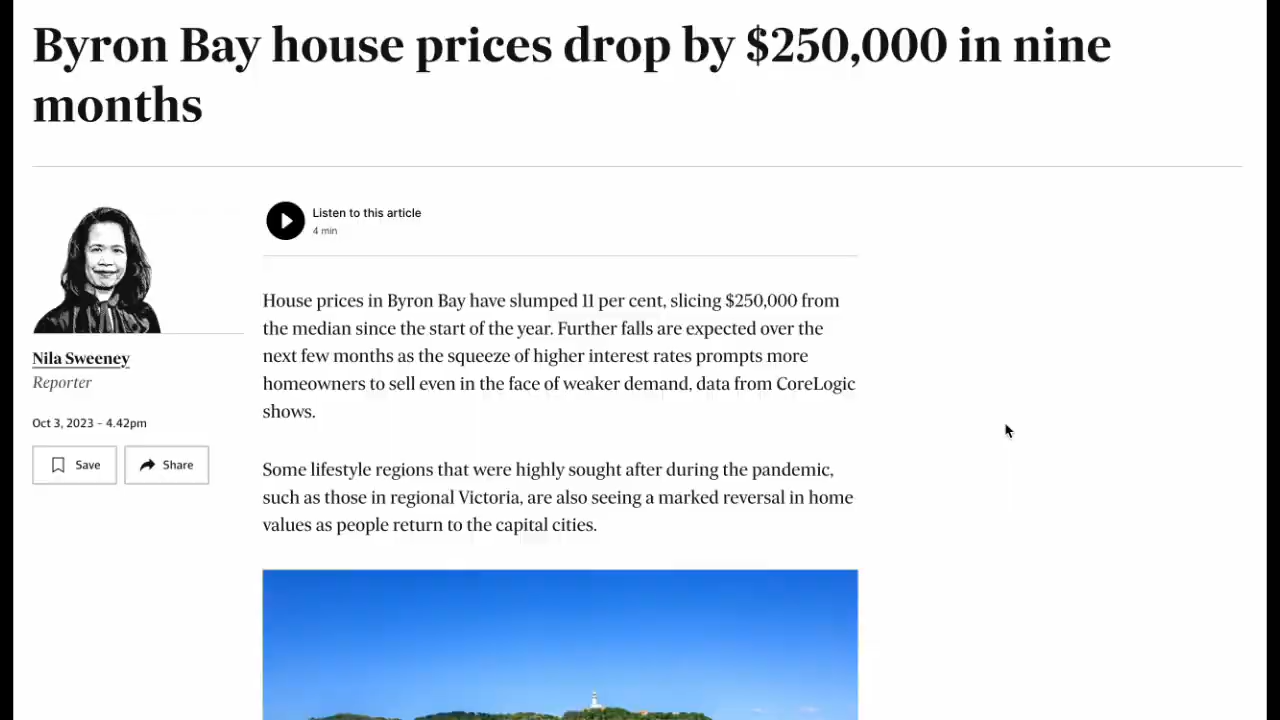 Byron Bay house prices drop by $250,000 in nine
months
Listen to this article
4 min
Nila Sweeney
Reporter
Oct 3, 2023 – 4.42pm
Save
Share
House prices in Byron Bay have slumped 11 per cent, slicing $250,000 from
the median since the start of the year. Further falls are expected over the
next few months as the squeeze of higher interest rates prompts more
homeowners to sell even in the face of weaker demand, data from CoreLogic
shows.
Some lifestyle regions that were highly sought after during the pandemic,
such as those in regional Victoria, are also seeing a marked reversal in home
values as people return to the capital cities.